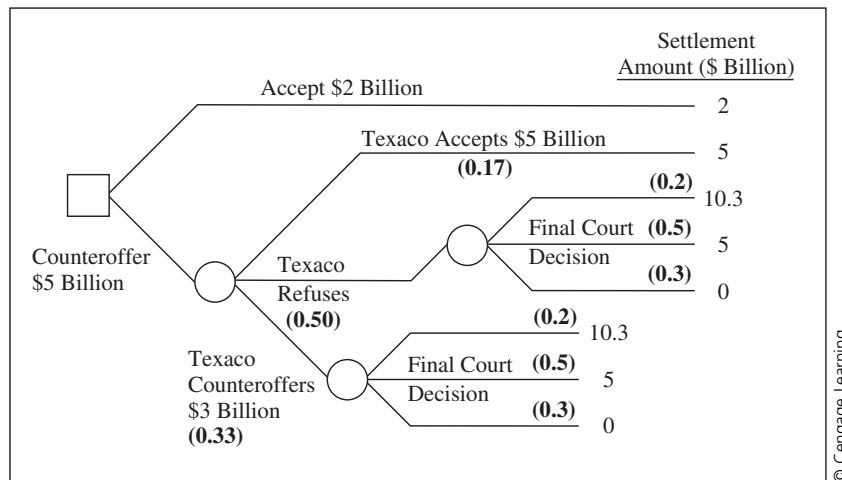 Settlement
Amount ($ Billion)
Accept $2 Billion
2
Texaco Accepts $5 Billion
(0.17)
5
(0.2)
10.3
Final Court
Decision
(0.5)
5
(0.3)
0
Counteroffer
$5 Billion
Texaco
Refuses
(0.50)
(0.2)
10.3
Texaco
Counteroffers
$3 Billion
(0.33)
Final Court
Decision
(0.5)
5
(0.3)
0
© Cengage Learning